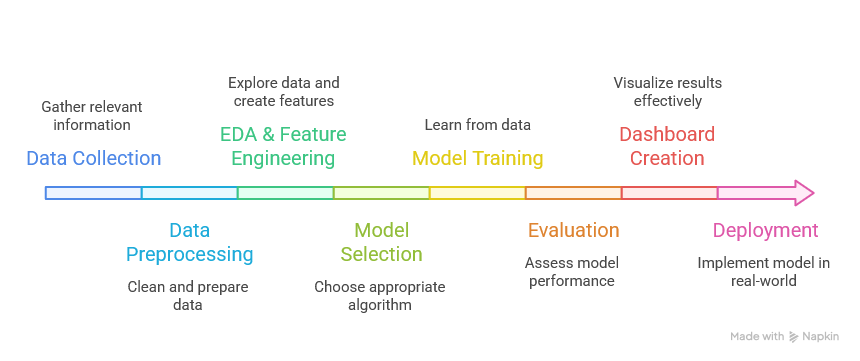 Gather relevant
information
Data Collection
Explore data and
create features
EDA & Feature
Engineering
Learn from data
Model Training
Visualize results
effectively
Dashboard
Creation
Data
Preprocessing
Clean and prepare
data
Model
Selection
Choose appropriate
algorithm
Evaluation
Assess model
performance
Deployment
Implement model in
real-world
Made with Napkin